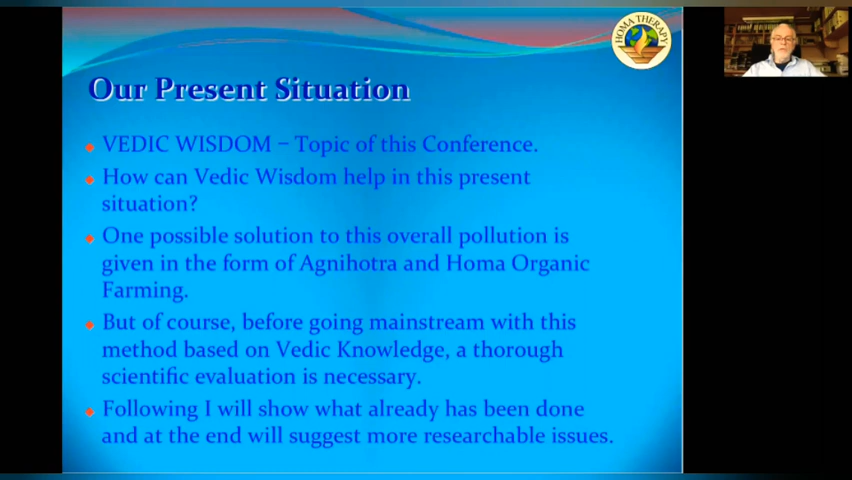 HOMA THERAPY
Our Present Situation
VEDIC WISDOM – Topic of this Conference.
How can Vedic Wisdom help in this present
situation?
One possible solution to this overall pollution is
given in the form of Agnihotra and Homa Organic
Farming.
But of course, before going mainstream with this
method based on Vedic Knowledge, a thorough
scientific evaluation is necessary.
Following I will show what already has been done
and at the end will suggest more researchable issues.